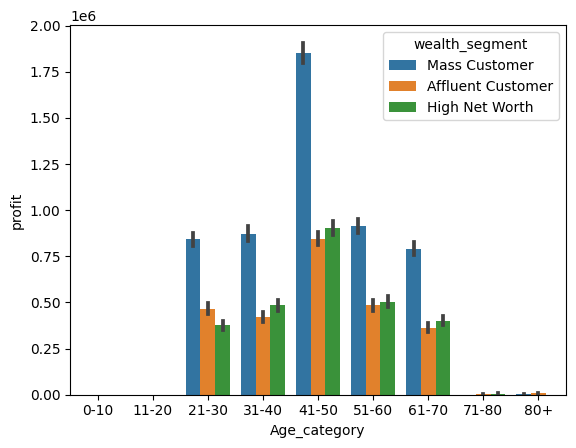 1e6
2.00
1.75
1.50
1.25
1.00
0.75
0.50
0.25
0.00
profit
wealth_segment
Mass Customer
Affluent Customer
High Net Worth
0-10 11-20 21-30 31-40 41-50 51-60 61-70 71-80 80+
Age_category